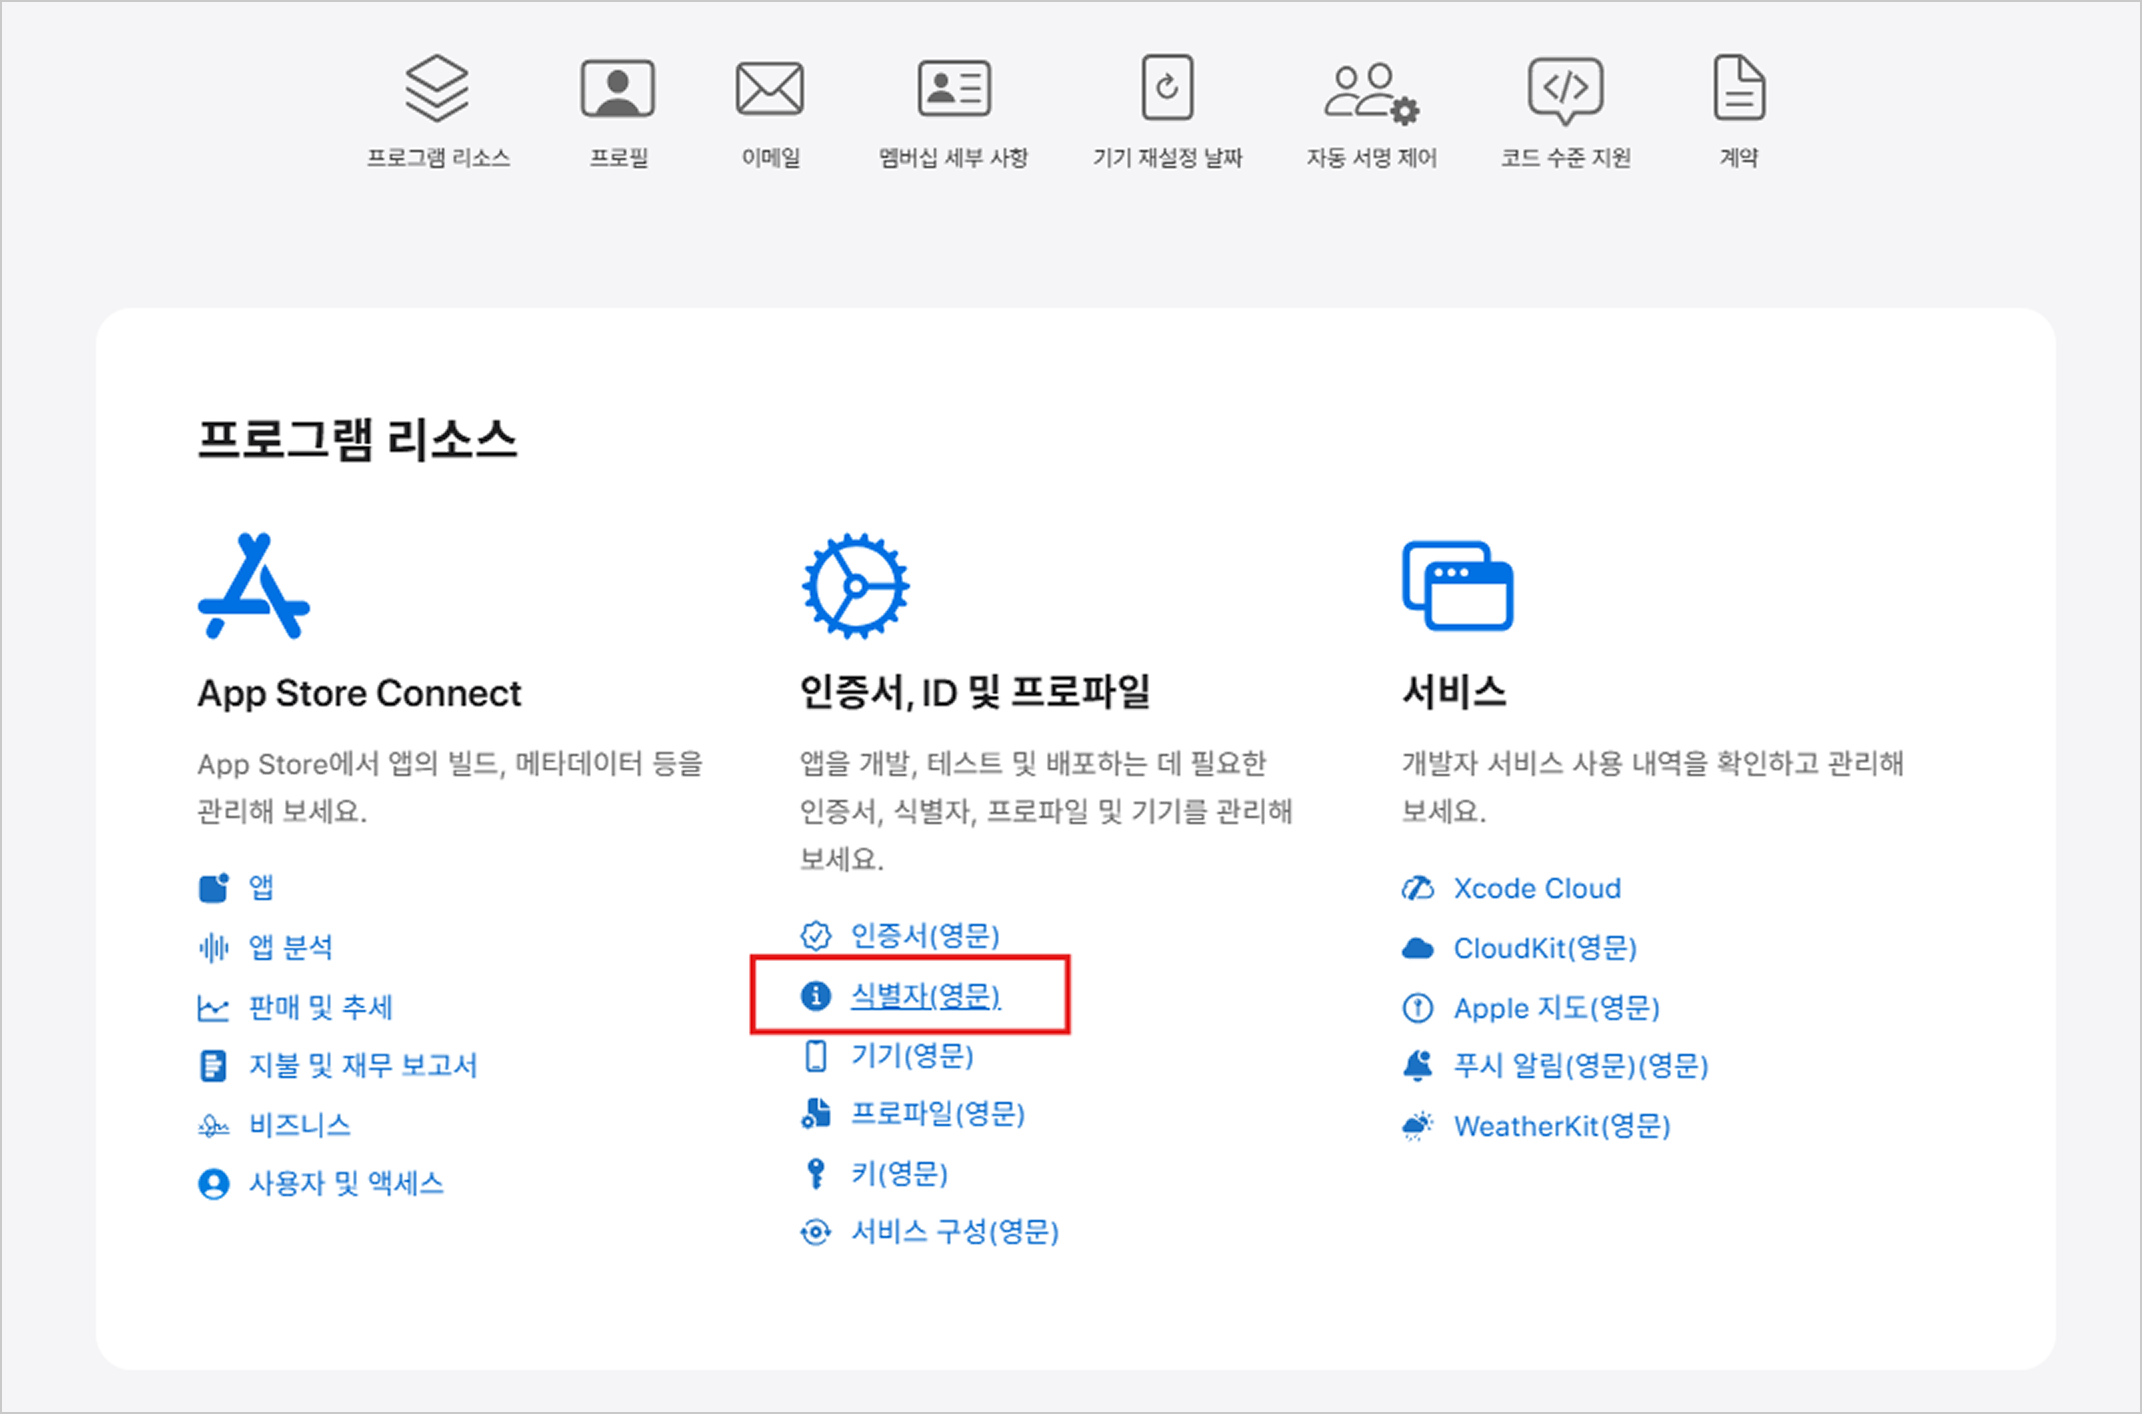 프로그램 리소스
프로필
이메일
멤버십 세부 사항
기기 재설정 날짜
자동 서명 제어
코드 수준 지원
계약
프로그램 리소스
App Store Connect
App Store에서 앱의 빌드, 메타데이터 등을
관리해 보세요.
앱
앱 분석
판매 및 추세
지불 및 재무 보고서
비즈니스
사용자 및 액세스
인증서, ID 및 프로파일
앱을 개발, 테스트 및 배포하는 데 필요한
인증서, 식별자, 프로파일 및 기기를 관리해
보세요.
인증서(영문)
식별자(영문)
기기(영문)
프로파일(영문)
키(영문)
서비스 구성(영문)
서비스
개발자 서비스 사용 내역을 확인하고 관리해
보세요.
Xcode Cloud
CloudKit(영문)
Apple 지도(영문)
푸시 알림(영문)(영문)
WeatherKit(영문)